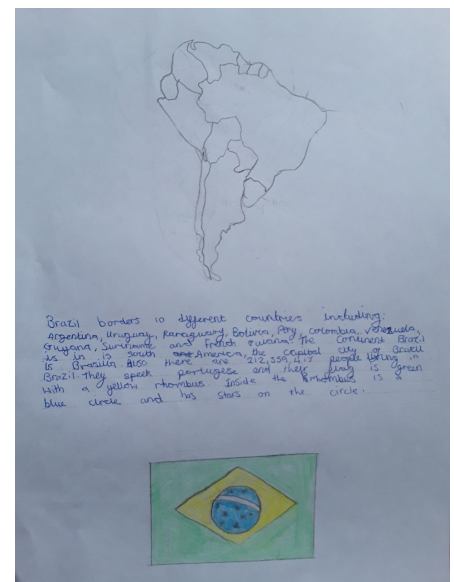 Brazil borders 10 different countries including:
Argentina, Uruguay, Paraguary, Bolivia, Pery, Colombia, Venezuela,
Guyana, Suriname and French Guiana. The continent Brazil
is in is South America, the capital city of Brazil
is Brasilia. Also there are 212,559,417 people living in
Brazil. They speek portugese and their flag is green
with a yellow rhombus inside the rhombus is a
blue circle and has stars on the circle.